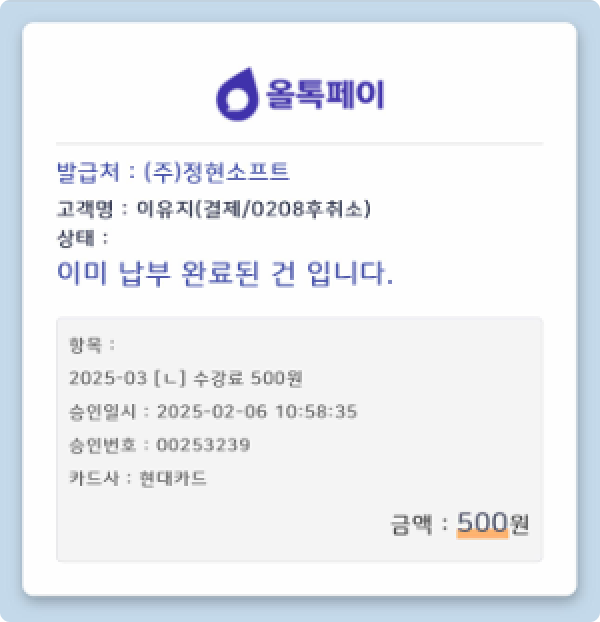 올톡페이
발급처 : (주)정현소프트
고객명 : 이유지(결제/0208후취소)
상태 :
이미 납부 완료된 건 입니다.
항목 :
2025-03 [ㄴ] 수강료 500원
승인일시 : 2025-02-06 10:58:35
승인번호 : 00253239
카드사 : 현대카드
금액 : 500원